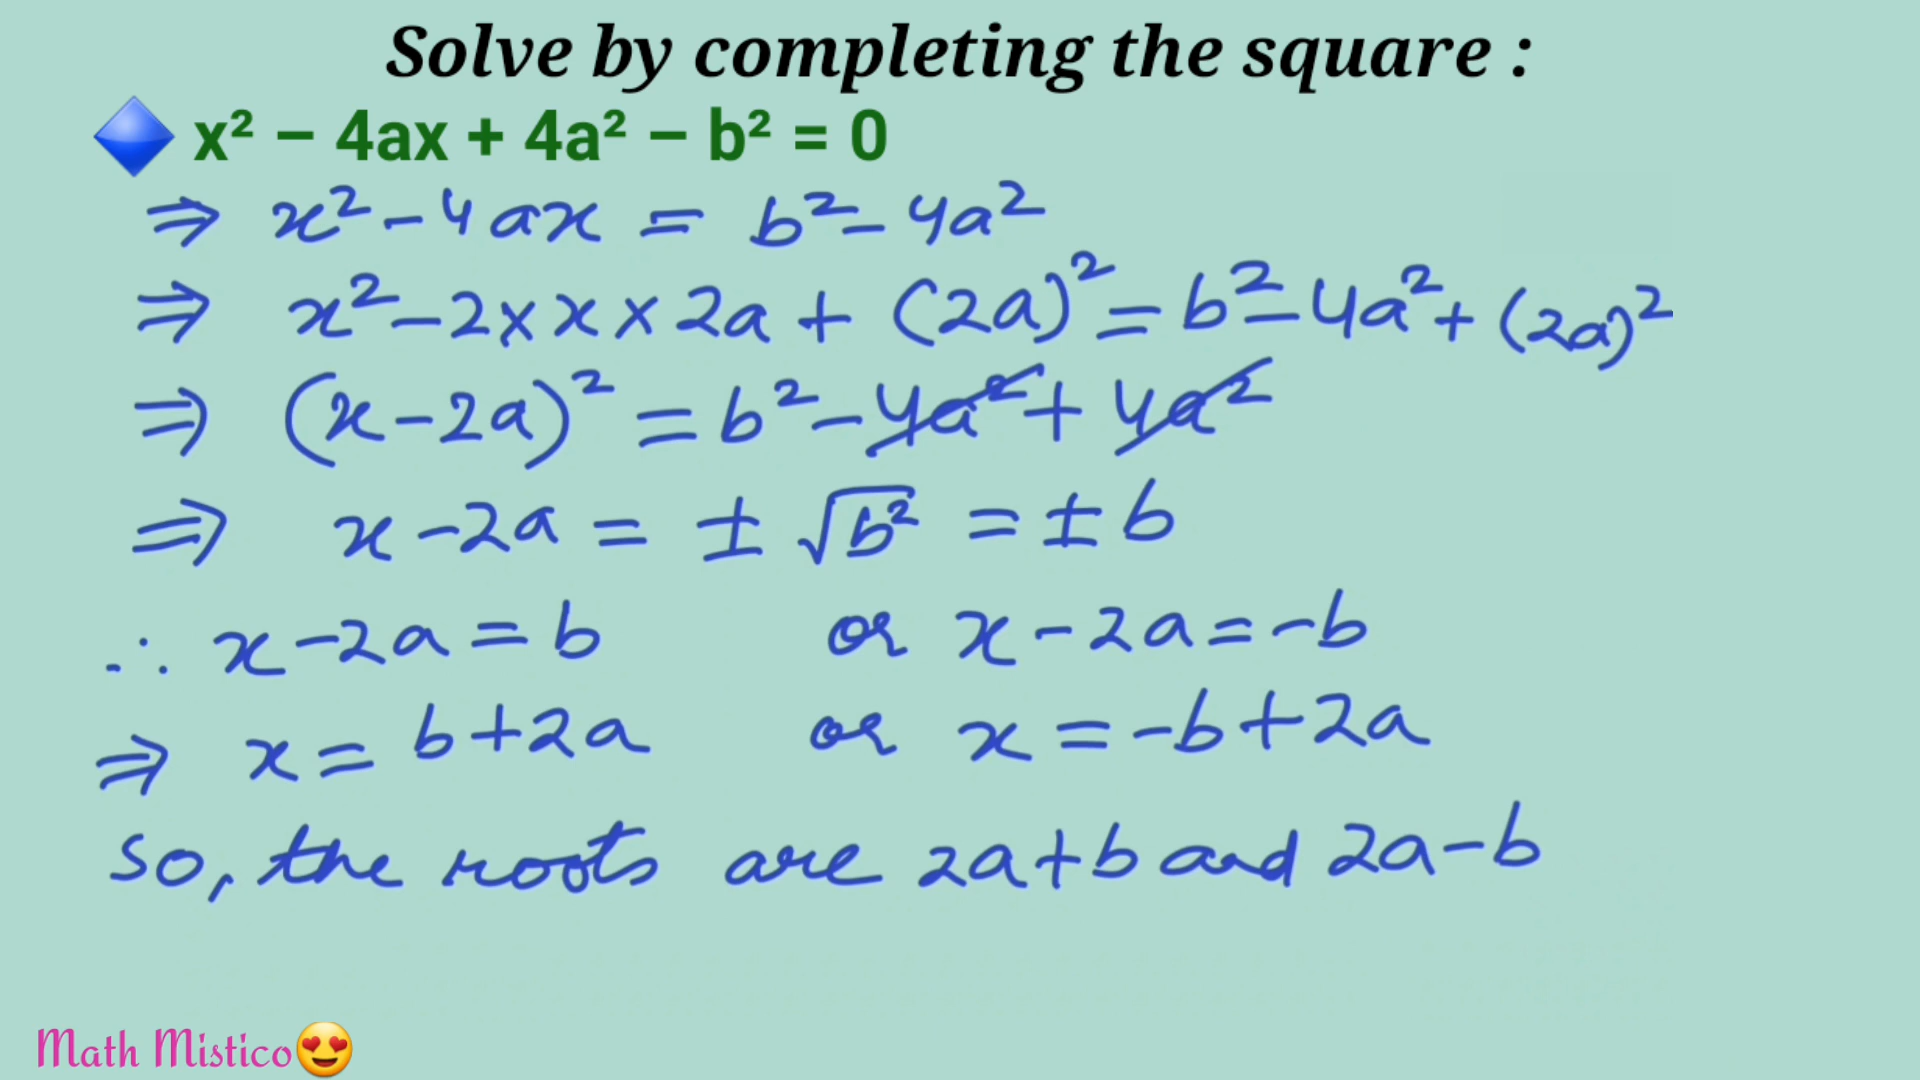 Solve by completing the square :
x² – 4ax + 4a² – b² = 0
⇒ x² - 4ax = b² - 4a²
⇒ x² - 2 × x × 2a + (2a)² = b² - 4a² + (2a)²
⇒ (x - 2a)² = b² - 4a² + 4a²
⇒ x - 2a = ± √b² = ± b
∴ x - 2a = b or x - 2a = -b
⇒ x = b + 2a or x = -b + 2a
So, the roots are 2a + b and 2a - b
Math Mistico😍